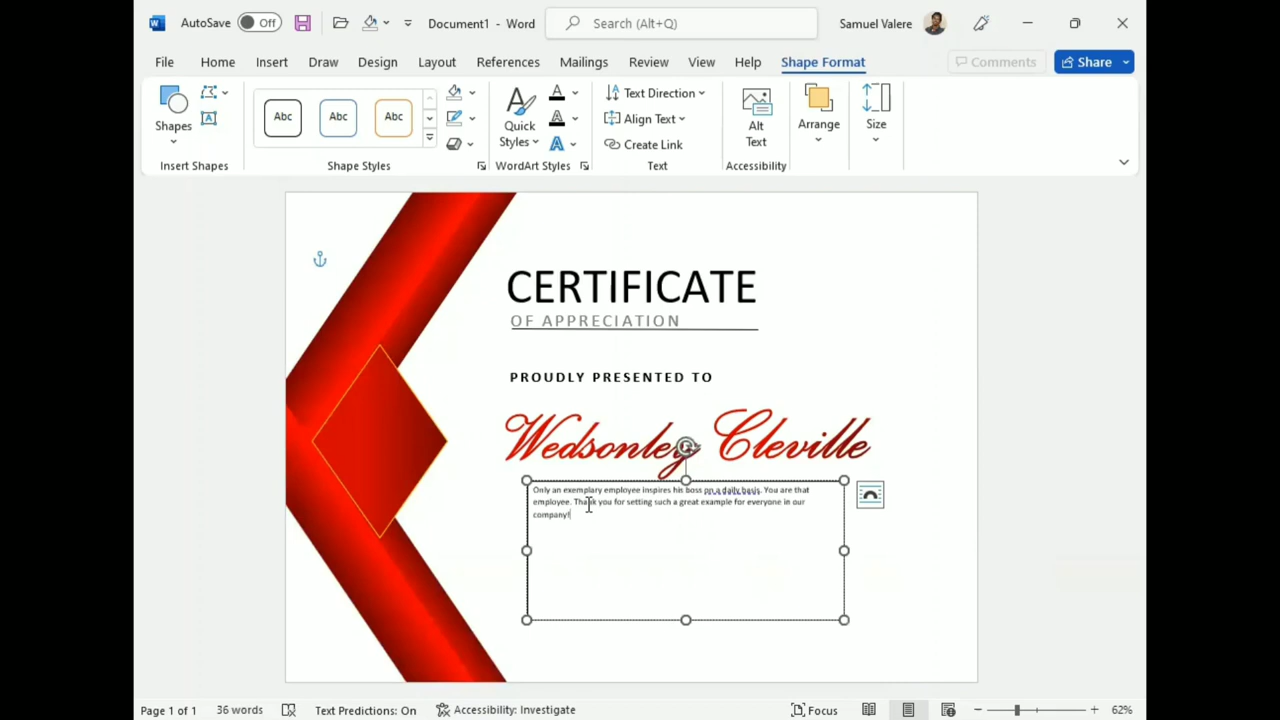 AutoSave Off Document1 - Word Search (Alt+Q) Samuel Valere
File Home Insert Draw Design Layout References Mailings Review View Help Shape Format Comments Share
Shapes
Insert Shapes
Abc Abc Abc
Shape Styles
Quick
Styles
WordArt Styles
Text Direction
Align Text
Create Link
Text
Alt
Text
Accessibility
Arrange
Size
CERTIFICATE
OF APPRECIATION
PROUDLY PRESENTED TO
Wedsonley Cleville
Only an exemplary employee inspires his boss on a daily basis. You are that
employee. Thank you for setting such a great example for everyone in our
company!
Page 1 of 1 36 words Text Predictions: On Accessibility: Investigate Focus 62%